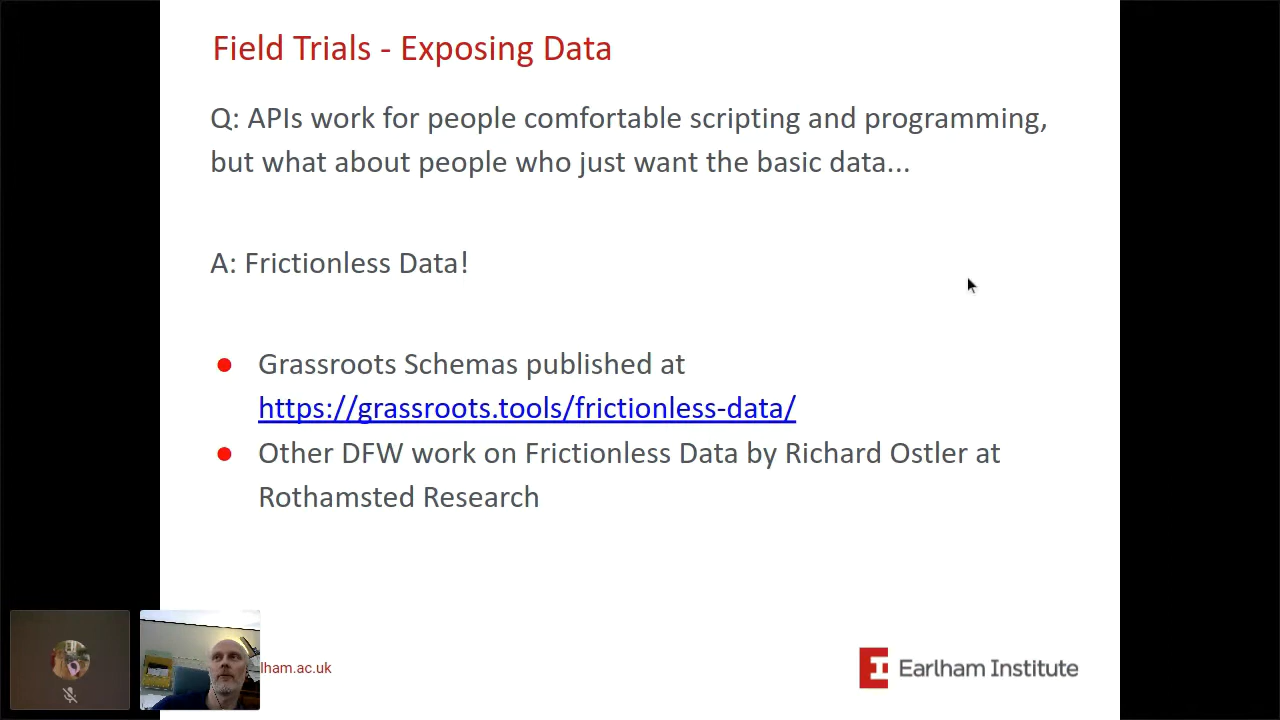 Field Trials - Exposing Data
Q: APIs work for people comfortable scripting and programming,
but what about people who just want the basic data...
A: Frictionless Data!
● Grassroots Schemas published at
https://grassroots.tools/frictionless-data/
● Other DFW work on Frictionless Data by Richard Ostler at
Rothamsted Research
lham.ac.uk
Earlham Institute